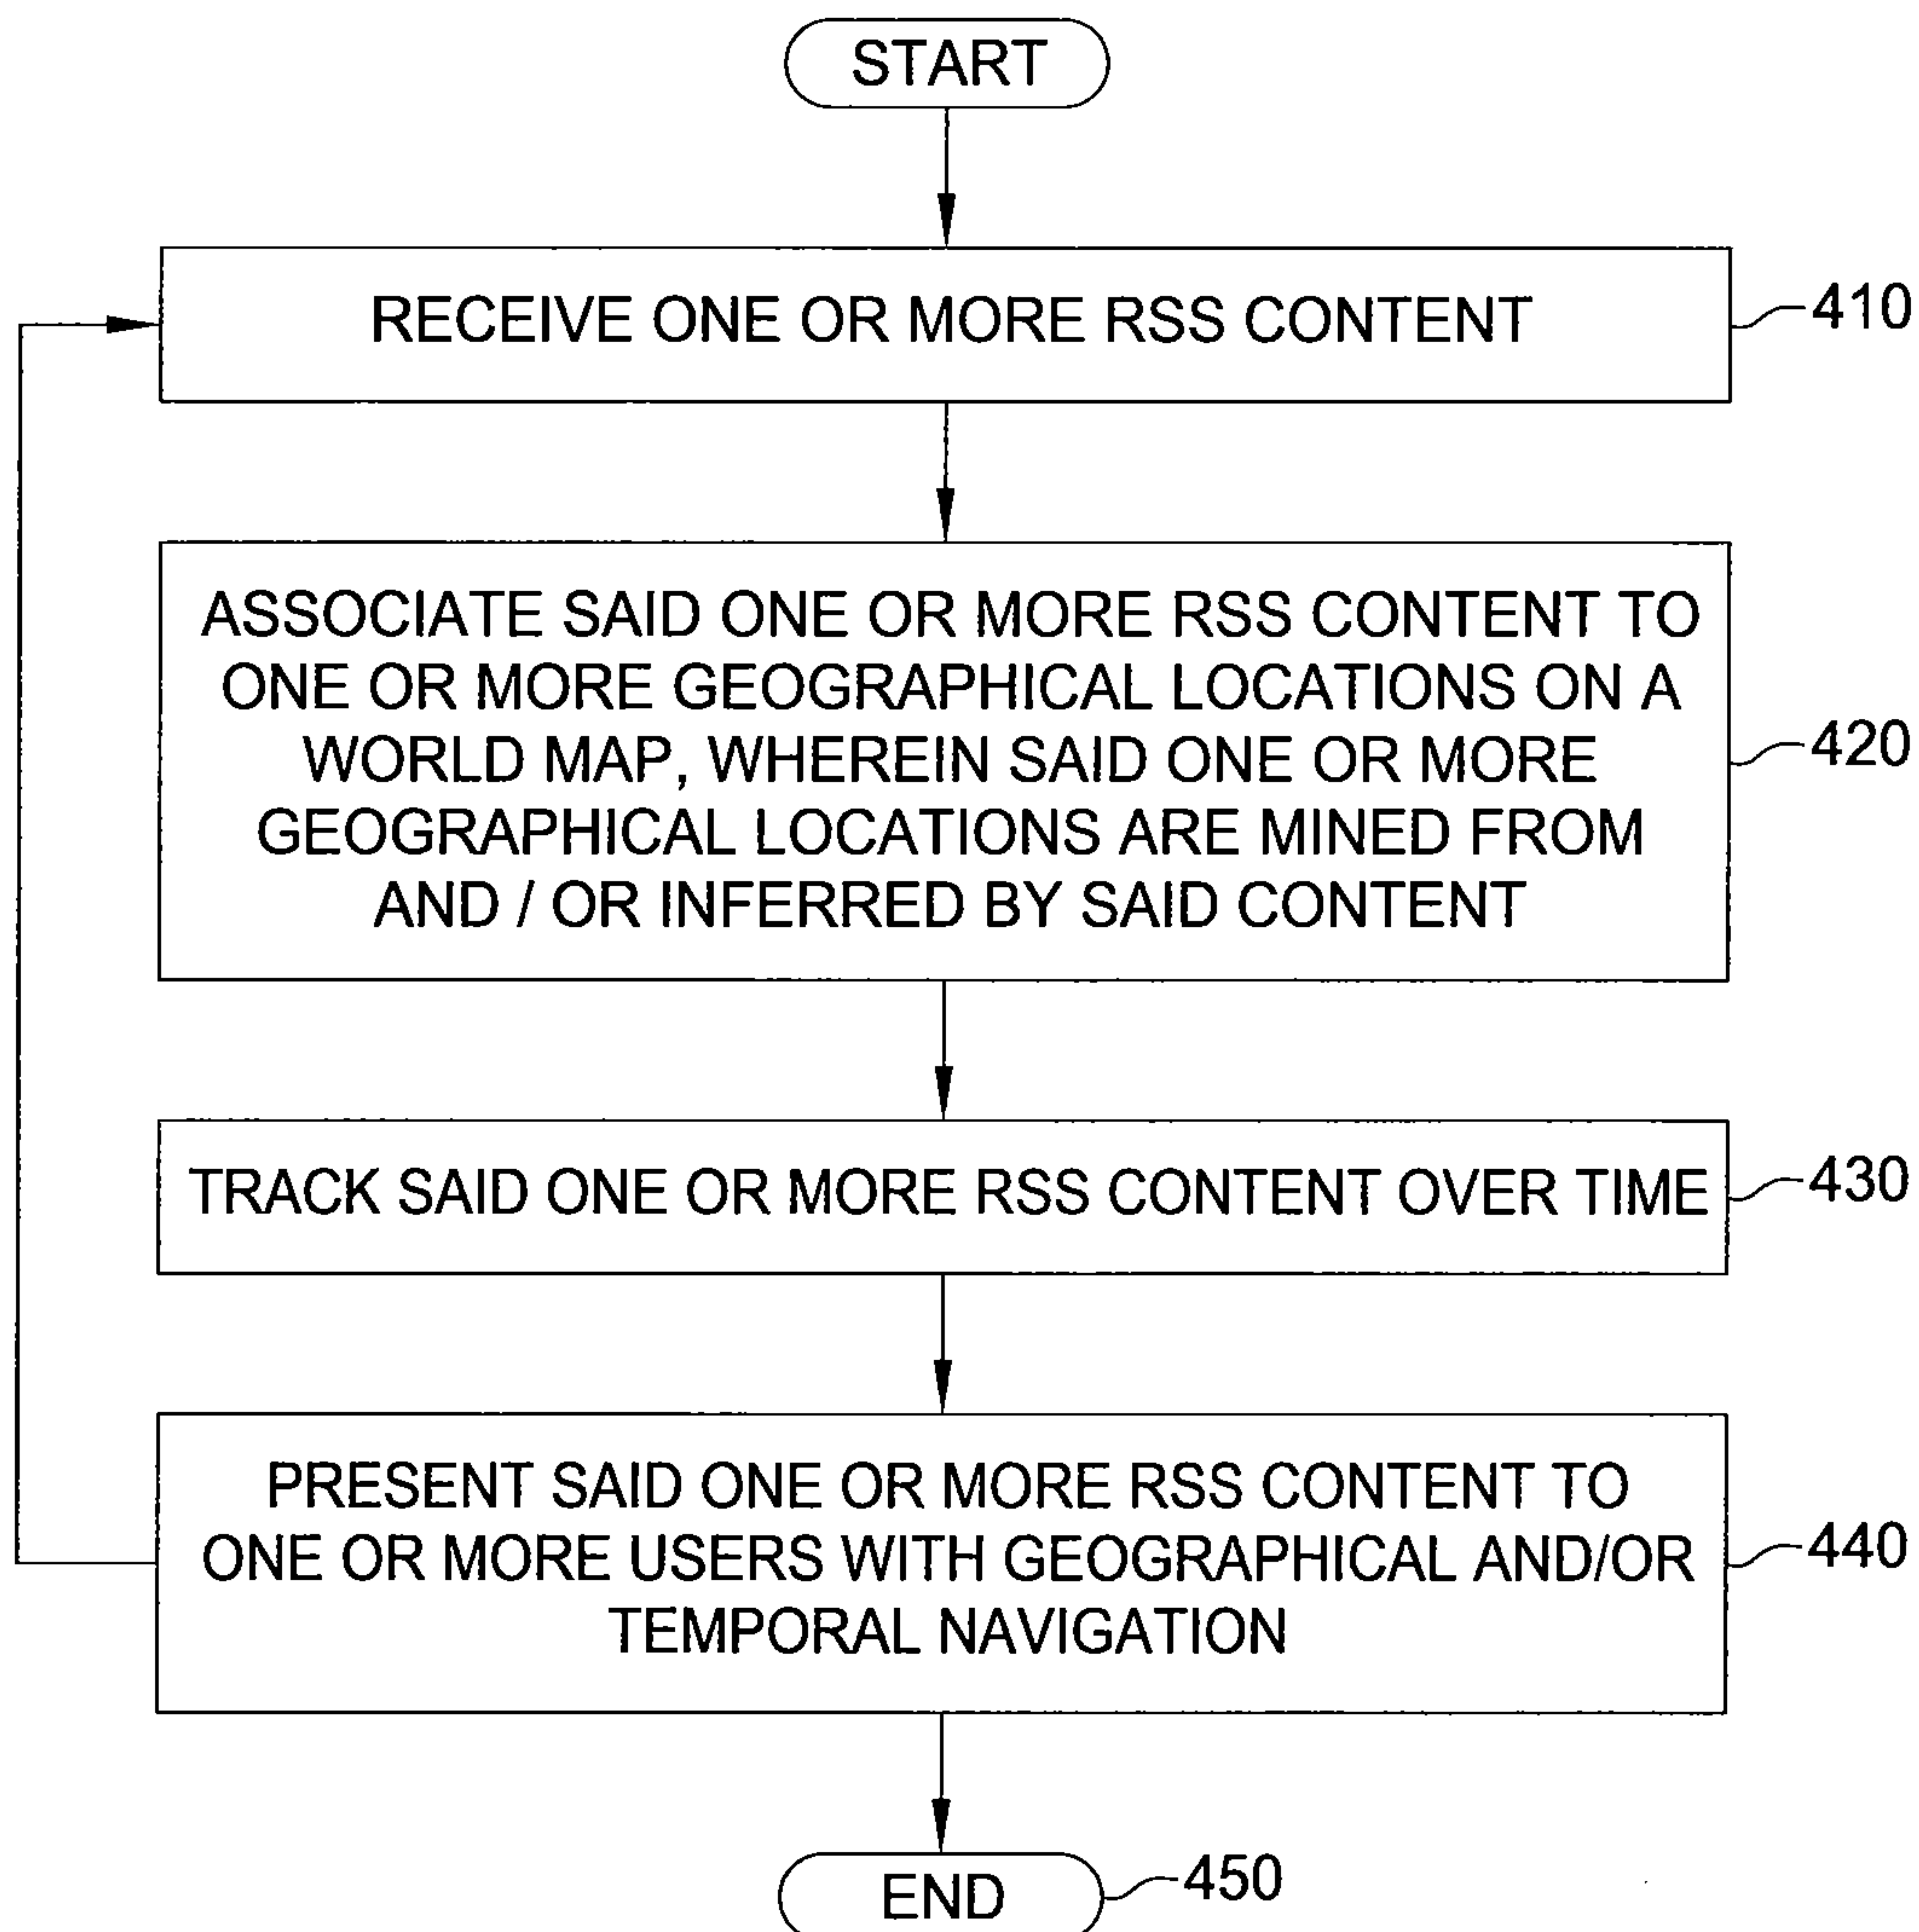 START
RECEIVE ONE OR MORE RSS CONTENT
410
ASSOCIATE SAID ONE OR MORE RSS CONTENT TO
ONE OR MORE GEOGRAPHICAL LOCATIONS ON A
WORLD MAP, WHEREIN SAID ONE OR MORE
GEOGRAPHICAL LOCATIONS ARE MINED FROM
AND / OR INFERRED BY SAID CONTENT
420
TRACK SAID ONE OR MORE RSS CONTENT OVER TIME
430
PRESENT SAID ONE OR MORE RSS CONTENT TO
ONE OR MORE USERS WITH GEOGRAPHICAL AND/OR
TEMPORAL NAVIGATION
440
END
450